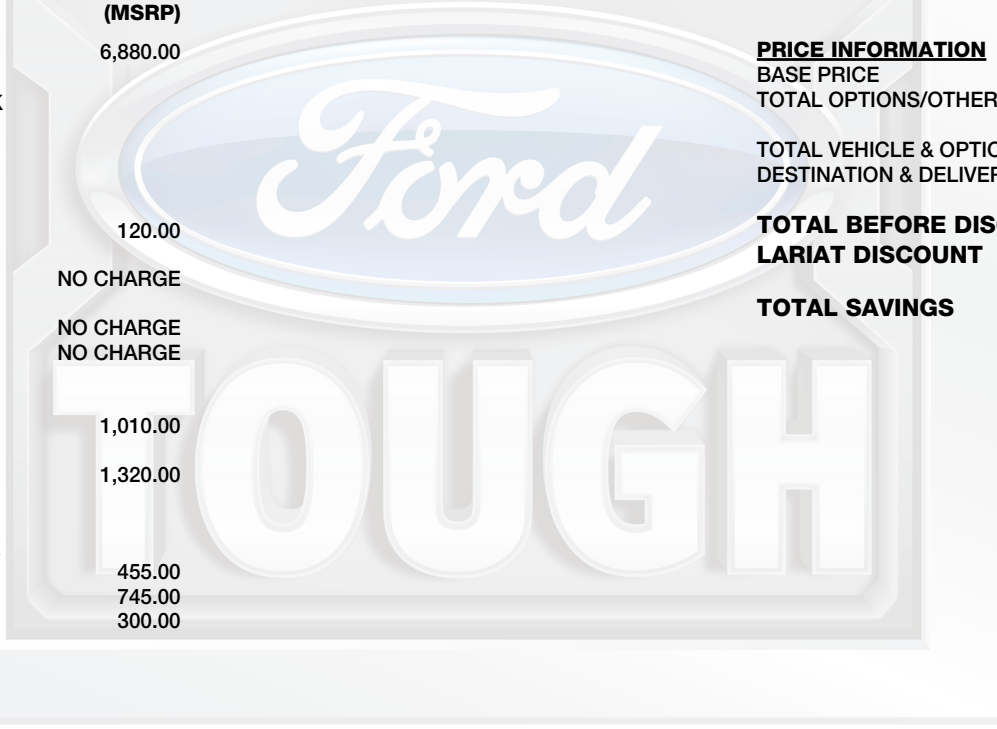 (MSRP)
6,880.00
120.00
NO CHARGE
NO CHARGE
NO CHARGE
1,010.00
1,320.00
455.00
745.00
300.00
PRICE INFORMATION
BASE PRICE
TOTAL OPTIONS/OTHER
TOTAL VEHICLE & OPTIO
DESTINATION & DELIVER
TOTAL BEFORE DIS
LARIAT DISCOUNT
TOTAL SAVINGS
Ford
TOUGH